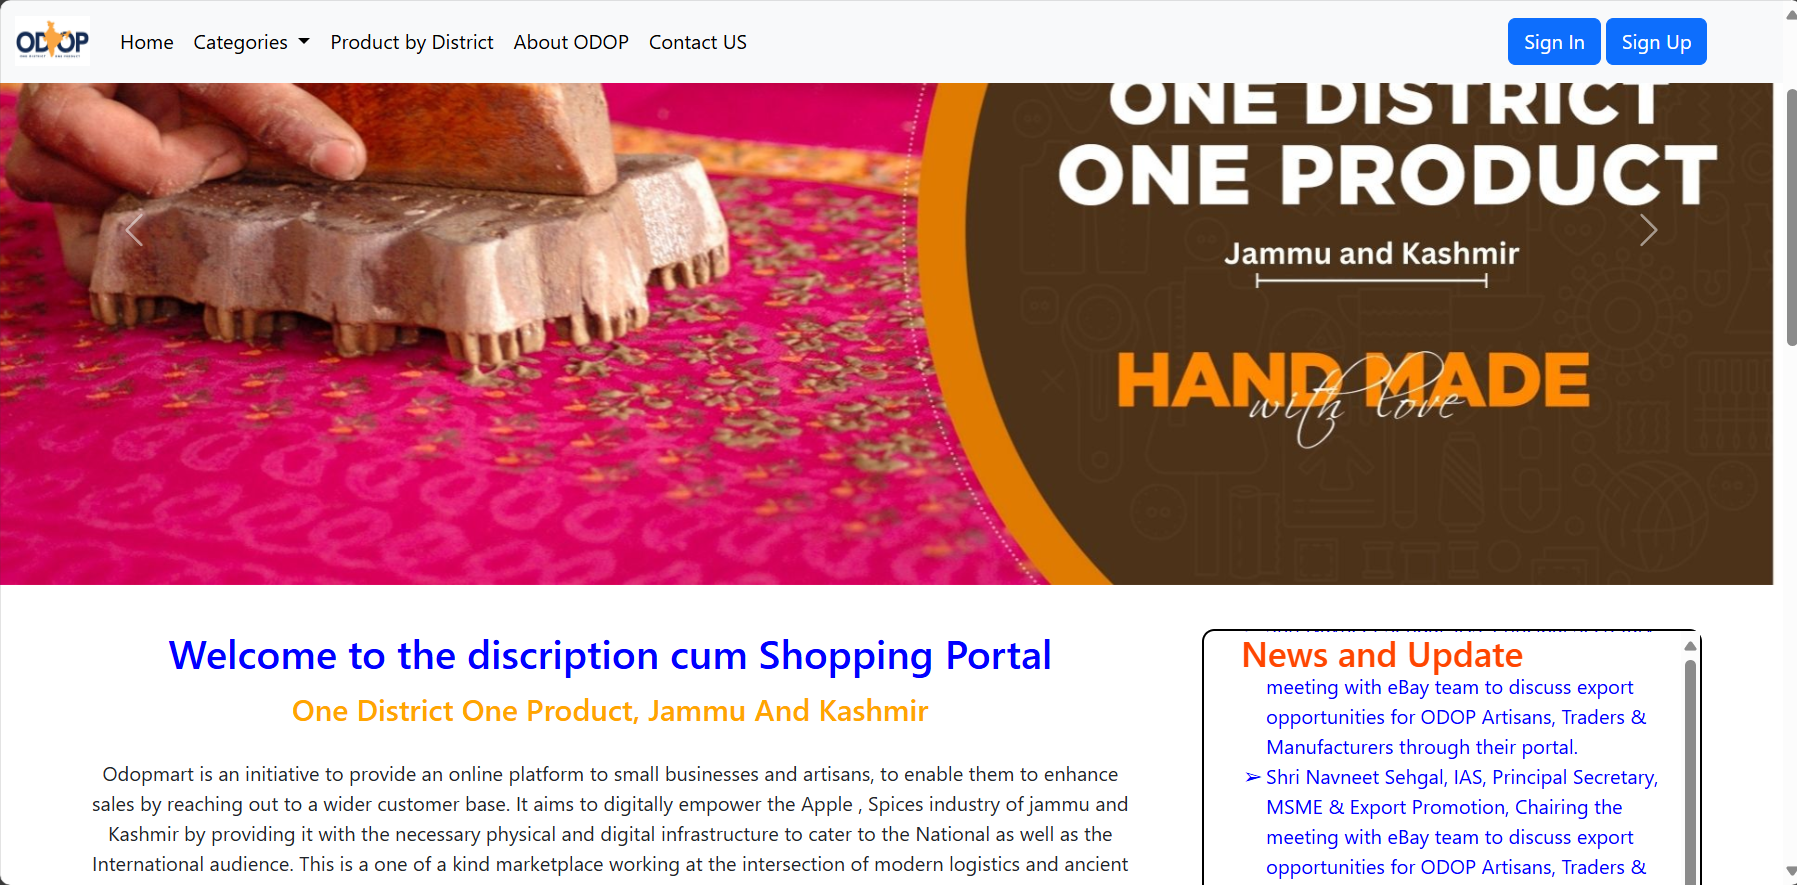 ODOP
Home
Categories
Product by District
About ODOP
Contact US
Sign In
Sign Up
ONE DISTRICT
ONE PRODUCT
Jammu and Kashmir
HANDMADE
with love
Welcome to the discription cum Shopping Portal
One District One Product, Jammu And Kashmir
Odopmart is an initiative to provide an online platform to small businesses and artisans, to enable them to enhance
sales by reaching out to a wider customer base. It aims to digitally empower the Apple , Spices industry of jammu and
Kashmir by providing it with the necessary physical and digital infrastructure to cater to the National as well as the
International audience. This is a one of a kind marketplace working at the intersection of modern logistics and ancient
News and Update
meeting with eBay team to discuss export
opportunities for ODOP Artisans, Traders &
Manufacturers through their portal.
➢ Shri Navneet Sehgal, IAS, Principal Secretary,
MSME & Export Promotion, Chairing the
meeting with eBay team to discuss export
opportunities for ODOP Artisans, Traders &